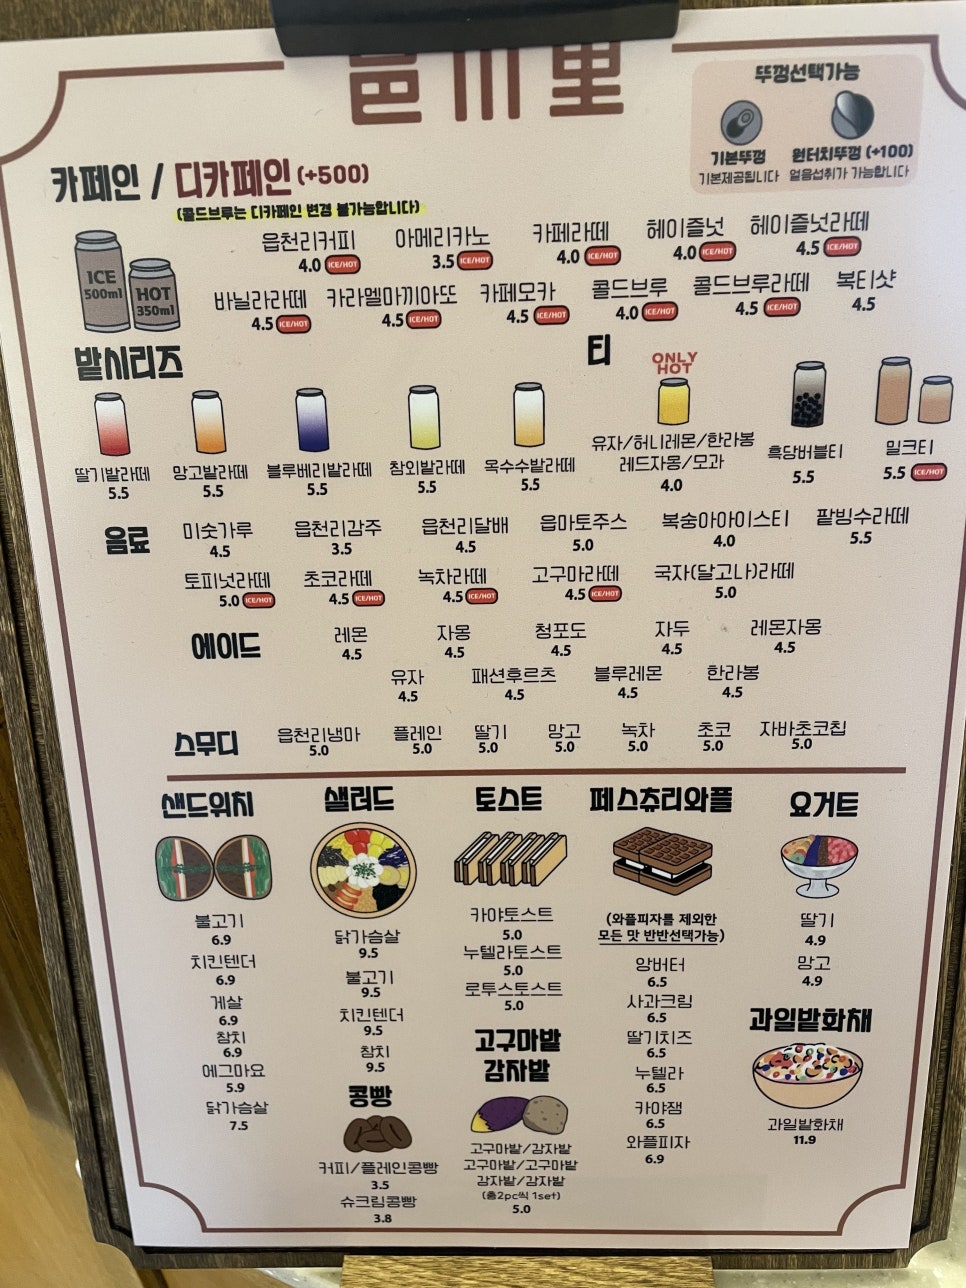 뚜껑선택가능
기본뚜껑 원터치뚜껑 (+100)
기본제공됩니다 얼음섭취가 가능합니다
카페인 / 디카페인 (+500)
(콜드브루는 디카페인 변경 불가능합니다)
ICE 500ml
HOT 350ml
읍천리커피 아메리카노 카페라떼 헤이즐넛 헤이즐넛라떼
4.0 ICE/HOT 3.5 ICE/HOT 4.0 ICE/HOT 4.0 ICE/HOT 4.5 ICE/HOT
바닐라라떼 카라멜마끼아또 카페모카 콜드브루 콜드브루라떼 복티샷
4.5 ICE/HOT 4.5 ICE/HOT 4.5 ICE/HOT 4.0 ICE/HOT 4.5 ICE/HOT 4.5
밭시리즈
딸기밭라떼 망고밭라떼 블루베리밭라떼 참외밭라떼 옥수수밭라떼
5.5 5.5 5.5 5.5 5.5
티
ONLY HOT
유자/허니레몬/한라봉
레드자몽/모과
4.0
흑당버블티
5.5
밀크티
5.5 ICE/HOT
음료
미숫가루 읍천리감주 읍천리달배 읍마토주스 복숭아아이스티 팥빙수라떼
4.5 3.5 4.5 5.0 4.0 5.5
토피넛라떼 초코라떼 녹차라떼 고구마라떼 국자(달고나)라떼
5.0 ICE/HOT 4.5 ICE/HOT 4.5 ICE/HOT 4.5 ICE/HOT 5.0
에이드
레몬 자몽 청포도 자두 레몬자몽
4.5 4.5 4.5 4.5 4.5
유자 패션후르츠 블루레몬 한라봉
4.5 4.5 4.5 4.5
스무디
읍천리냉마 플레인 딸기 망고 녹차 초코 자바초코칩
5.0 5.0 5.0 5.0 5.0 5.0 5.0
샌드위치
불고기
6.9
치킨텐더
6.9
게살
6.9
참치
6.9
에그마요
5.9
닭가슴살
7.5
샐러드
닭가슴살
9.5
불고기
9.5
치킨텐더
9.5
참치
9.5
콩빵
커피/플레인콩빵
3.5
슈크림콩빵
3.8
토스트
카야토스트
5.0
누텔라토스트
5.0
로투스토스트
5.0
고구마밭
감자밭
고구마밭/감자밭
고구마밭/고구마밭
감자밭/감자밭
(총2pc씩 1set)
5.0
페스츄리와플
(와플피자를 제외한
모든 맛 반반선택가능)
앙버터
6.5
사과크림
6.5
딸기치즈
6.5
누텔라
6.5
카야잼
6.5
와플피자
6.9
요거트
딸기
4.9
망고
4.9
과일밭화채
과일밭화채
11.9